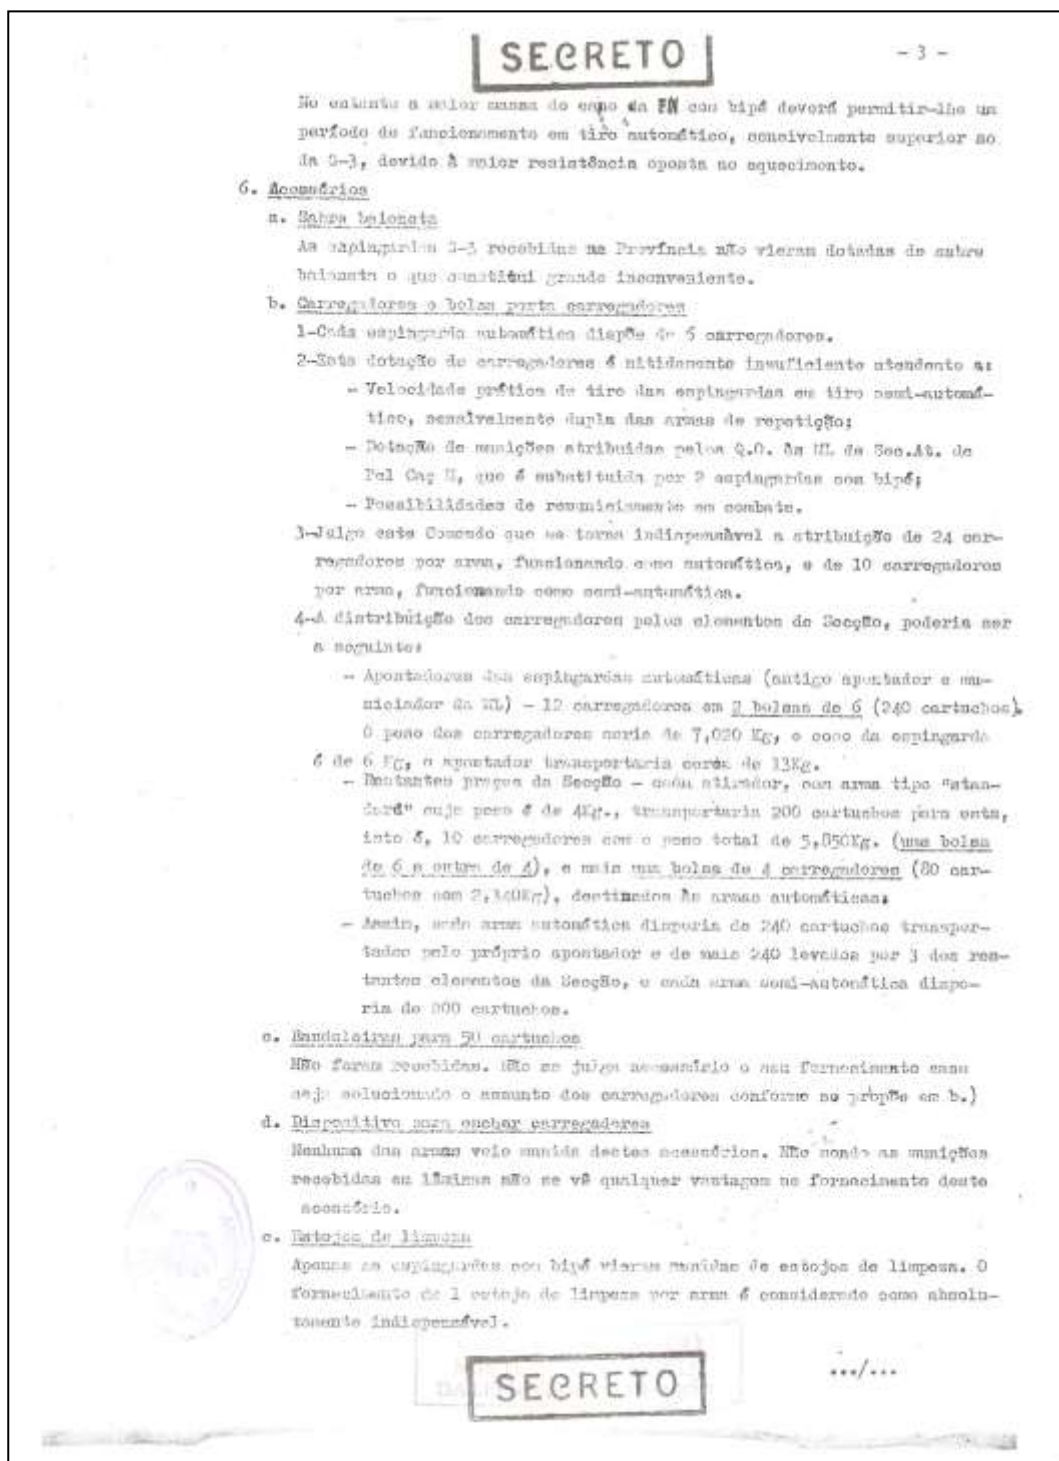 SECRETO
- 3 -
No entanto a maior massa do cano da FN com bipé deverá permitir-lhe um
período de funcionamento em tiro automático, sensivelmente superior ao
da G-3, devido à maior resistência oposta ao aquecimento.
6. Acessórios
a. Sabre baioneta
As espingardas G-3 recebidas na Província não vieram dotadas de sabre
baioneta o que constitui grande inconveniente.
b. Carregadores e bolsa porta carregadores
1-Cada espingarda automática dispõe de carregadores.
2-Esta dotação de carregadores é nitidamente insuficiente atendento a:
- Velocidade prática de tiro das espingardas em tiro semi-automá-
tico, sensivelmente dupla das armas de repetição;
- Dotação de munições atribuidas pelos Q.O. às ML da Sec.At. do
Pel Caç, que é substituida por 2 espingardas com bipé;
- Possibilidades de remuniciamento em combate.
3-Julga este Comando que se torna indispensável a atribuição de 24 car-
regadores por arma, funcionando como automática, e de 10 carregadores
por arma, funcionando como semi-automática.
4-A distribuição dos carregadores pelos elementos da Secção, poderia ser
a seguinte:
- Apontadores das espingardas automáticas (antigo apontador e mu-
niciador da ML) - 12 carregadores em 2 bolsas de 6 (240 cartuchos).
O peso dos carregadores seria de 7,020 Kg, e como da espingarda
é de 6 Kg, o apontador transportaria cerca de 13Kg.
- Restantes praças da Secção - cada atirador, com arma tipo "stan-
dard" cujo peso é de 4Kg., transportaria 200 cartuchos para esta,
isto é, 10 carregadores com o peso total de 5,850Kg. (uma bolsa
de 6 e outra de 4), e mais uma bolsa de 4 carregadores (80 car-
tuchos com 2,340Kg), destinados às armas automáticas;
- Assim, cada arma automática disporia de 240 cartuchos transpor-
tados pelo próprio apontador e de mais 240 levados por 3 dos res-
tantes elementos da Secção, e cada arma semi-automática dispo-
ria de 200 cartuchos.
c. Bandoleiras para 50 cartuchos
Não foram recebidas. Não se julga necessário o seu fornecimento caso
seja solucionado o assunto dos carregadores conforme se propõe em b.)
d. Dispositivo para encher carregadores
Nenhuma das armas veio munida destes acessórios. Não sendo as munições
recebidas em lâminas não se vê qualquer vantagem no fornecimento deste
acessório.
e. Estojos de limpeza
Apenas as espingardas com bipé vieram munidas de estojos de limpesa. O
fornecimento de 1 estojo de limpesa por arma é considerado como absolu-
tamente indispensável.
.../...
SECRETO